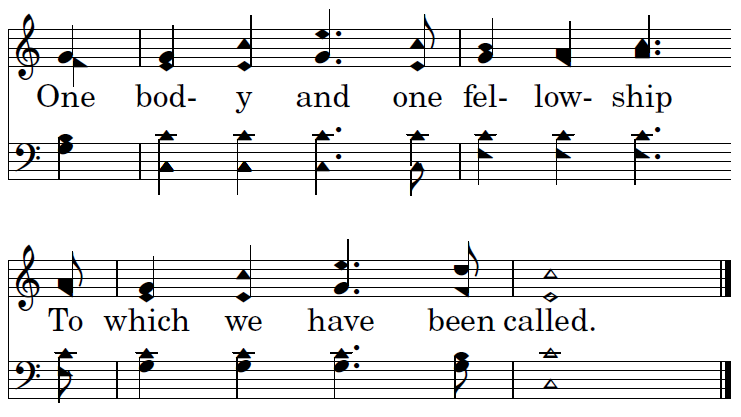 One bod- y and one fel- low- ship
To which we have been called.